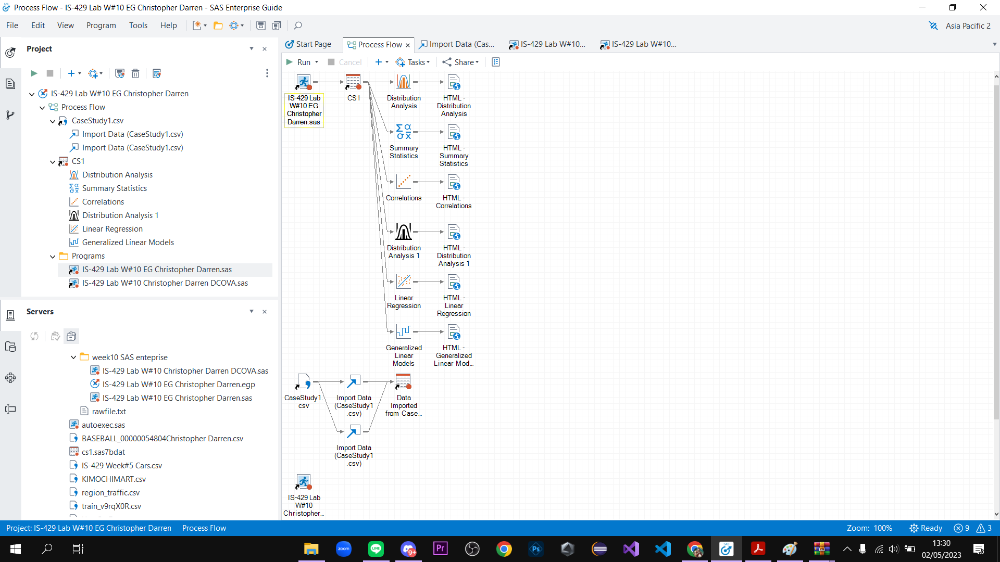 Process Flow - IS-429 Lab W#10 EG Christopher Darren - SAS Enterprise Guide
File Edit View Program Tools Help
Asia Pacific 2
Project
IS-429 Lab W#10 EG Christopher Darren
Process Flow
CaseStudy1.csv
Import Data (CaseStudy1.csv)
Import Data (CaseStudy1.csv)
CS1
Distribution Analysis
Summary Statistics
Correlations
Distribution Analysis 1
Linear Regression
Generalized Linear Models
Programs
IS-429 Lab W#10 EG Christopher Darren.sas
IS-429 Lab W#10 Christopher Darren DCOVA.sas
Servers
week10 SAS enteprise
IS-429 Lab W#10 Christopher Darren DCOVA.sas
IS-429 Lab W#10 EG Christopher Darren.egp
IS-429 Lab W#10 EG Christopher Darren.sas
rawfile.txt
autoexec.sas
BASEBALL_00000054804Christopher Darren.csv
cs1.sas7bdat
IS-429 Week#5 Cars.csv
KIMOCHIMART.csv
region_traffic.csv
train_v9rqX0R.csv
Start Page
Process Flow
Import Data (Cas...
IS-429 Lab W#10...
IS-429 Lab W#10...
Run
Cancel
Tasks
Share
IS-429 Lab
W#10 EG
Christopher
Darren.sas
CS1
Distribution
Analysis
HTML -
Distribution
Analysis
Summary
Statistics
HTML -
Summary
Statistics
Correlations
HTML -
Correlations
Distribution
Analysis 1
HTML -
Distribution
Analysis 1
Linear
Regression
HTML -
Linear
Regression
Generalized
Linear
Models
HTML -
Generalized
Linear Mod...
CaseStudy1.
csv
Import Data
(CaseStudy1
.csv)
Data
Imported
from Case...
Import Data
(CaseStudy1
.csv)
IS-429 Lab
W#10
Christopher...
Project: IS-429 Lab W#10 EG Christopher Darren
Process Flow
Zoom: 100%
Ready
9
3
zoom
LINE
9+
Pr
Ps
SAS
13:30
02/05/2023